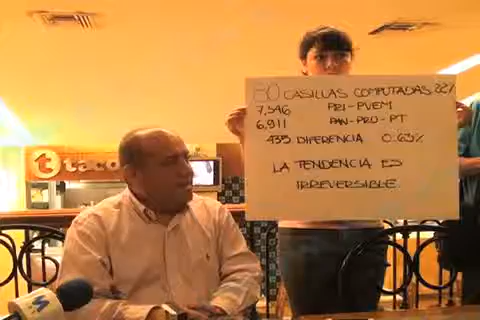 80 CASILLAS COMPUTADAS 22%
7,346 PRI-PVEM
6,911 PAN-PRD-PT
435 DIFERENCIA 0.63%
LA TENDENCIA ES
IRREVERSIBLE.
t taco